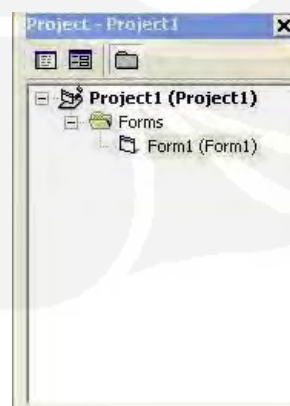 Project - Project1
Project1 (Project1)
Forms
Form1 (Form1)